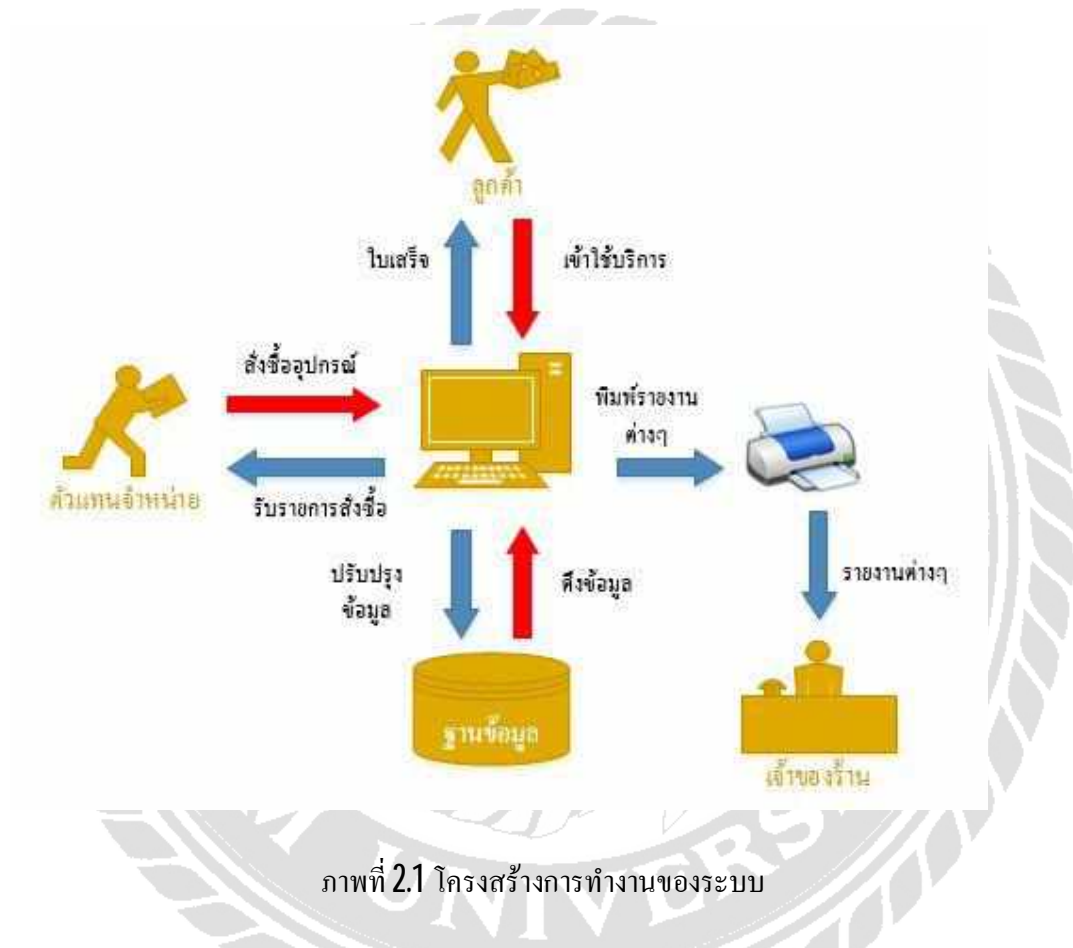 ลูกค้า
ใบเสร็จ
เข้าใช้บริการ
สั่งซื้ออุปกรณ์
พิมพ์รายงาน
ต่างๆ
ตัวแทนจำหน่าย
รับรายการสั่งซื้อ
ปรับปรุง
ข้อมูล
ดึงข้อมูล
รายงานต่างๆ
ฐานข้อมูล
เจ้าของร้าน
ภาพที่ 2.1 โครงสร้างการทำงานของระบบ
UNIVERS